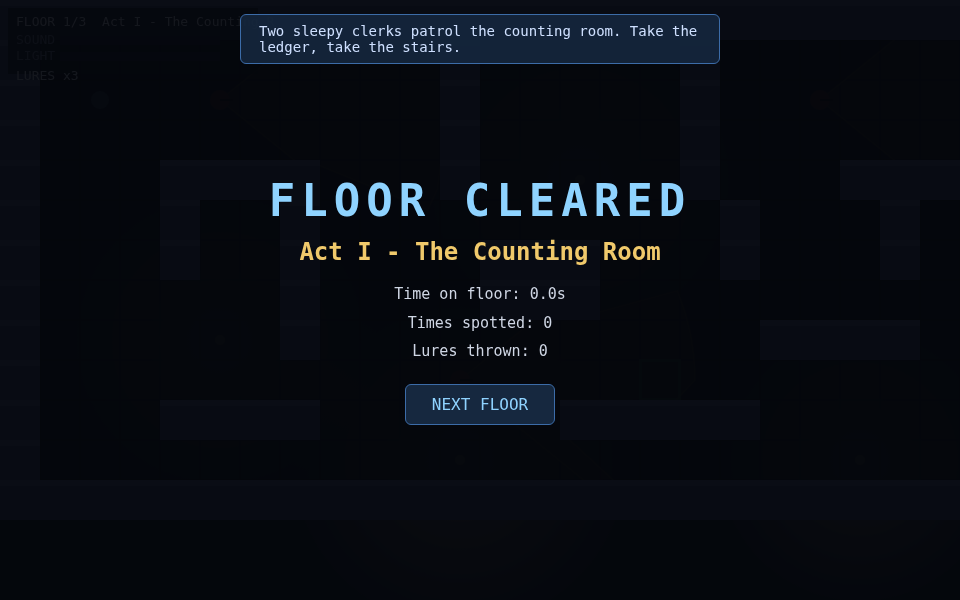 FLOOR 1/3 Act I - The Counti
SOUND
LIGHT
LURES x3
Two sleepy clerks patrol the counting room. Take the
ledger, take the stairs.
FLOOR CLEARED
Act I - The Counting Room
Time on floor: 0.0s
Times spotted: 0
Lures thrown: 0
NEXT FLOOR